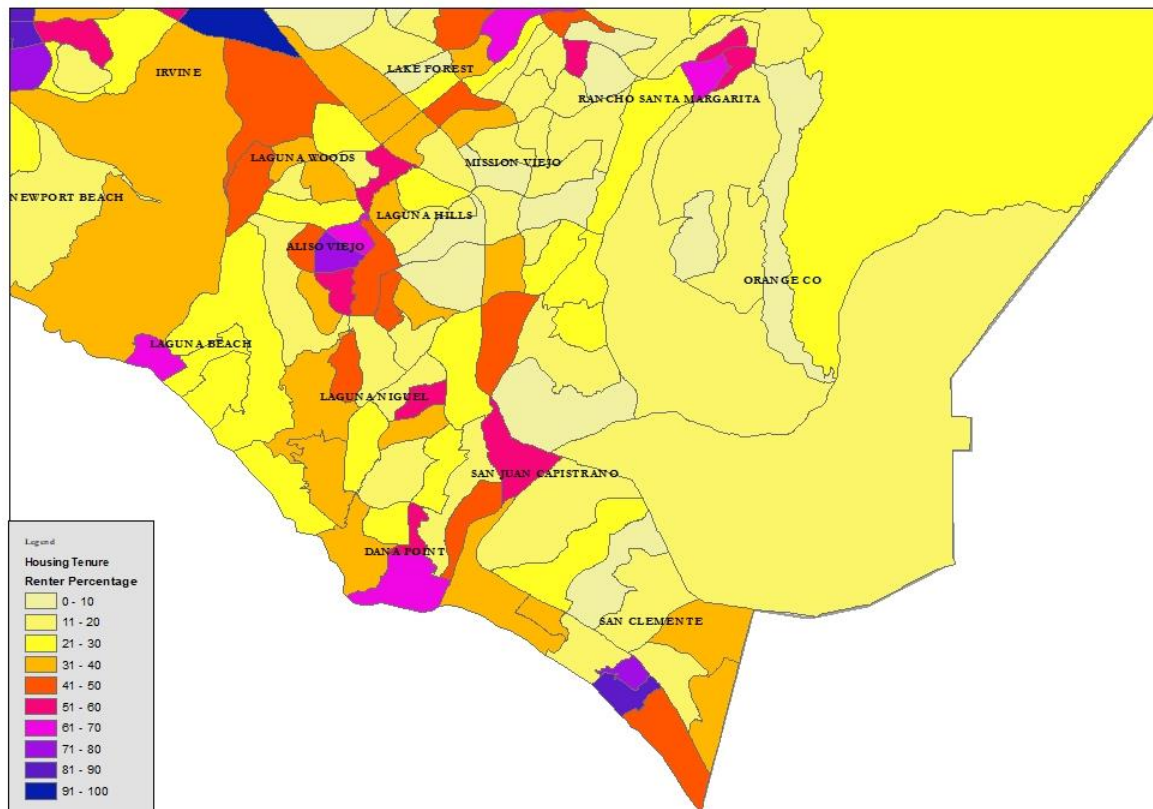 IRVINE
LAKE FOREST
RANCHO SANTA MARGARITA
LAGUNA WOODS
MISSION VIEJO
NEWPORT BEACH
LAGUNA HILLS
ALISO VIEJO
ORANGE CO
LAGUNA BEACH
LAGUNA NIGUEL
SAN JUAN CAPISTRANO
DANA POINT
SAN CLEMENTE
Legend
Housing Tenure
Renter Percentage
0 - 10
11 - 20
21 - 30
31 - 40
41 - 50
51 - 60
61 - 70
71 - 80
81 - 90
91 - 100